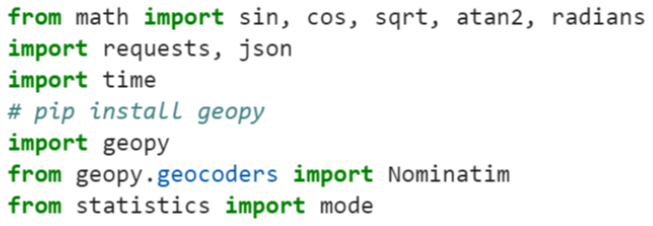 from math import sin, cos, sqrt, atan2, radians
import requests, json
import time
# pip install geopy
import geopy
from geopy.geocoders import Nominatim
from statistics import mode